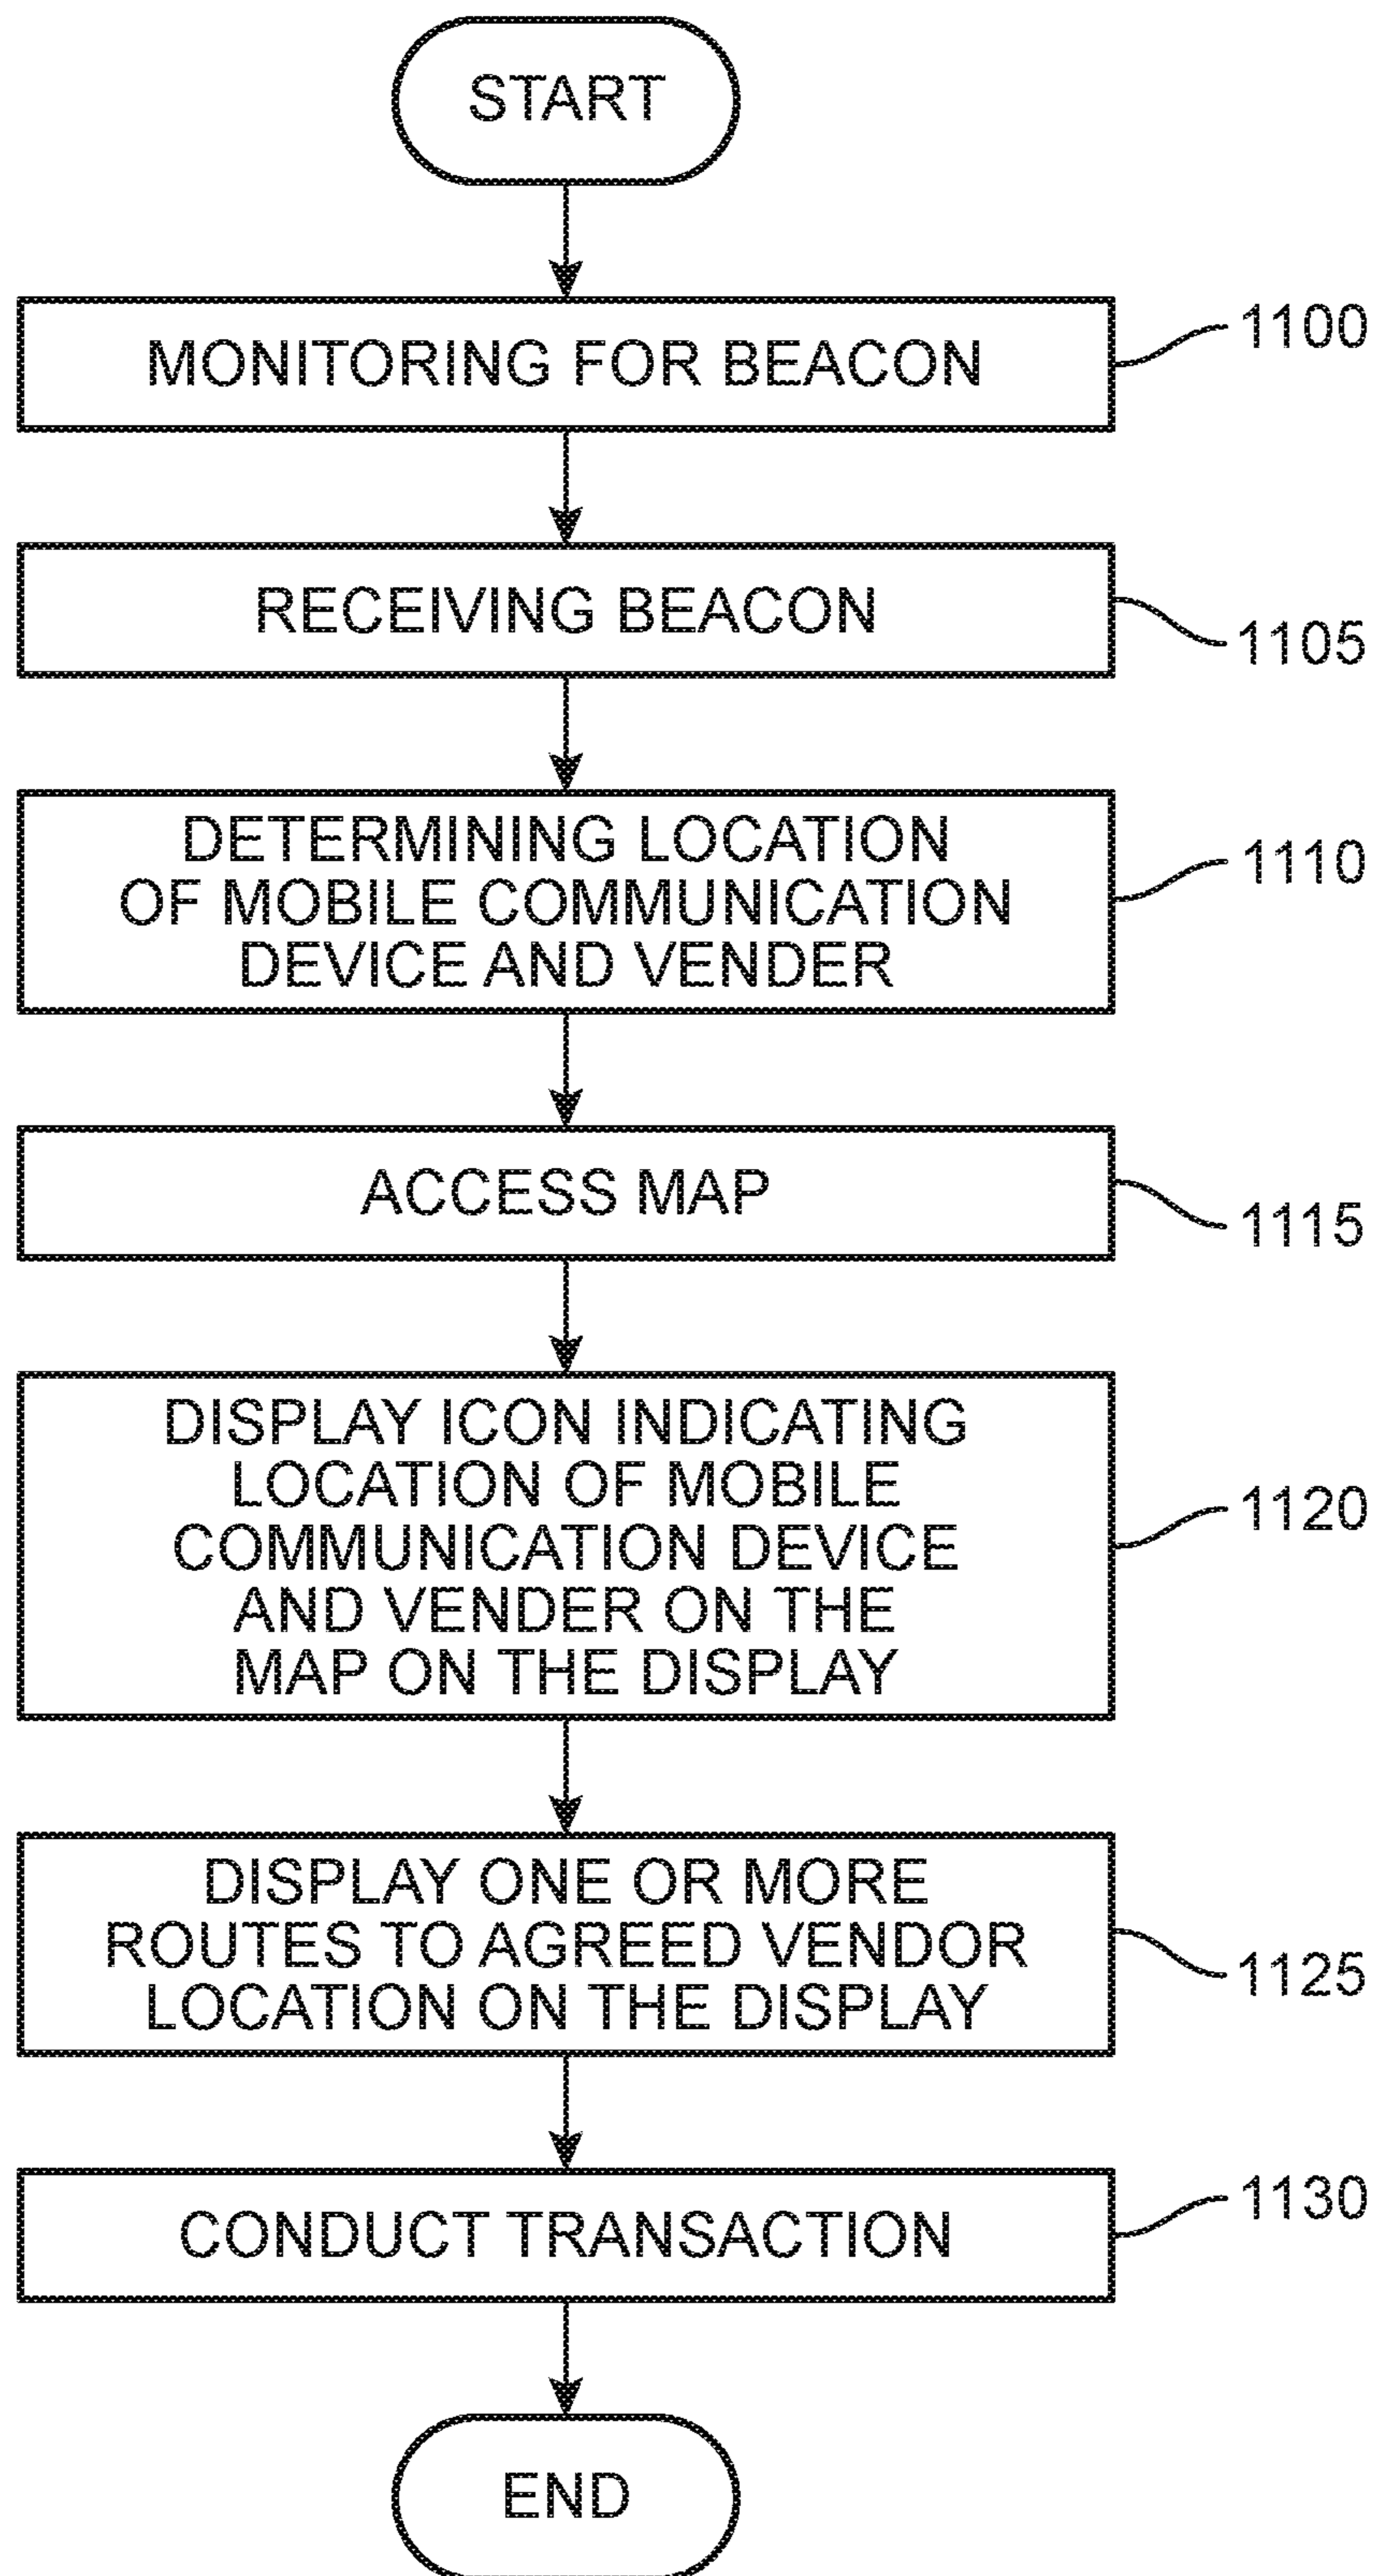 START
MONITORING FOR BEACON
1100
RECEIVING BEACON
1105
DETERMINING LOCATION
OF MOBILE COMMUNICATION
DEVICE AND VENDER
1110
ACCESS MAP
1115
DISPLAY ICON INDICATING
LOCATION OF MOBILE
COMMUNICATION DEVICE
AND VENDER ON THE
MAP ON THE DISPLAY
1120
DISPLAY ONE OR MORE
ROUTES TO AGREED VENDOR
LOCATION ON THE DISPLAY
1125
CONDUCT TRANSACTION
1130
END